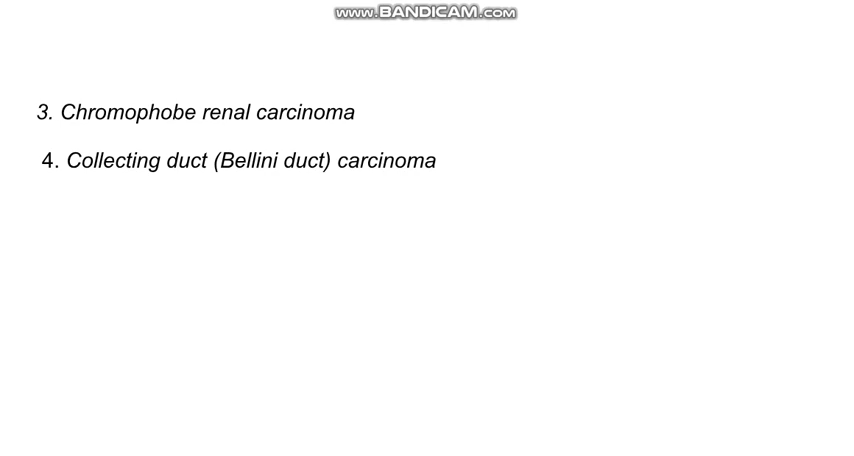 www.BANDICAM.com
3. Chromophobe renal carcinoma
4. Collecting duct (Bellini duct) carcinoma